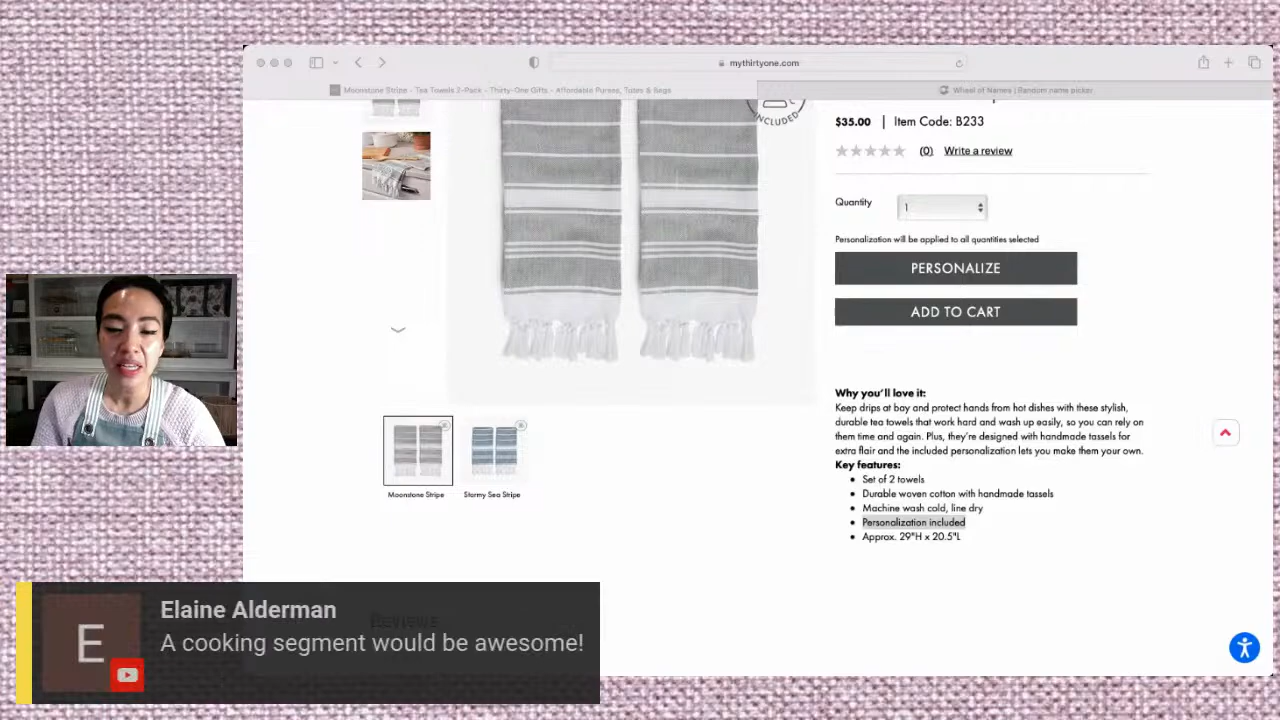 mythirtyone.com
Moonstone Stripe - Tea Towels 2-Pack - Thirty-One Gifts - Affordable Purses, Totes & Bags
Wheel of Names | Random name picker
INCLUDED
$35.00 | Item Code: B233
(0) Write a review
Quantity 1
Personalization will be applied to all quantities selected
PERSONALIZE
ADD TO CART
Why you'll love it:
Keep drips at bay and protect hands from hot dishes with these stylish,
durable tea towels that work hard and wash up easily, so you can rely on
them time and again. Plus, they're designed with handmade tassels for
extra flair and the included personalization lets you make them your own.
Key features:
• Set of 2 towels
• Durable woven cotton with handmade tassels
• Machine wash cold, line dry
• Personalization included
• Approx. 29"H x 20.5"L
Moonstone Stripe
Stormy Sea Stripe
Reviews
E
Elaine Alderman
A cooking segment would be awesome!